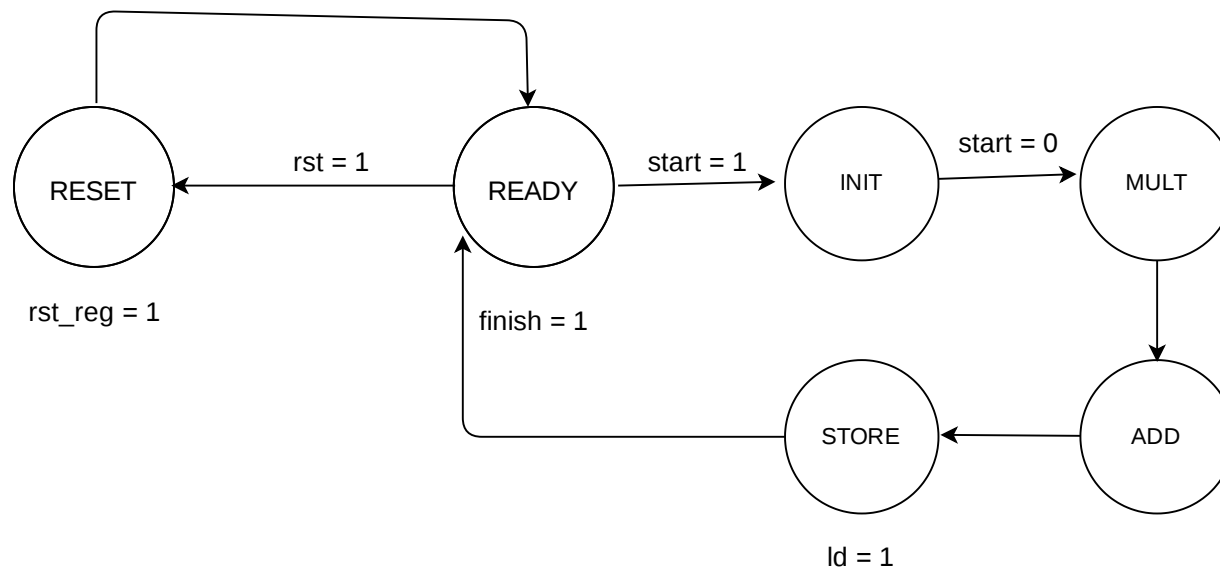 start = 0
rst = 1
start = 1
RESET
READY
INIT
MULT
rst_reg = 1
finish = 1
STORE
ADD
ld = 1